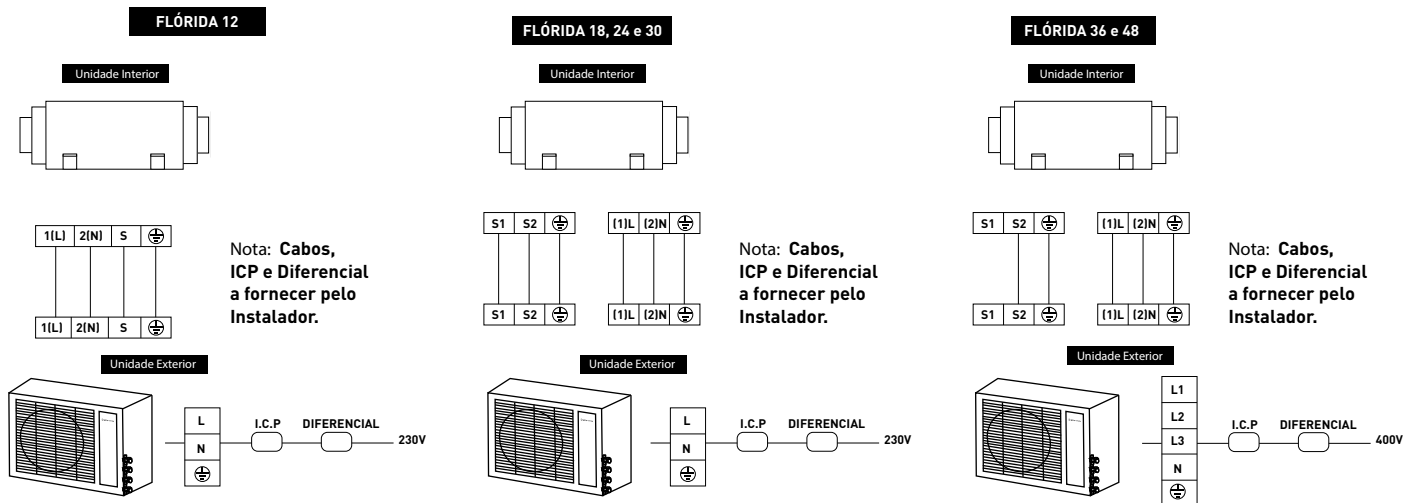 FLÓRIDA 12
Unidade Interior
1(L) 2(N) S
1(L) 2(N) S
Nota: Cabos,
ICP e Diferencial
a fornecer pelo
Instalador.
Unidade Exterior
L
N
I.C.P DIFERENCIAL
230V
FLÓRIDA 18, 24 e 30
Unidade Interior
S1 S2 (1)L (2)N
S1 S2 (1)L (2)N
Nota: Cabos,
ICP e Diferencial
a fornecer pelo
Instalador.
Unidade Exterior
L
N
I.C.P DIFERENCIAL
230V
FLÓRIDA 36 e 48
Unidade Interior
S1 S2 (1)L (2)N
S1 S2 (1)L (2)N
Nota: Cabos,
ICP e Diferencial
a fornecer pelo
Instalador.
Unidade Exterior
L1
L2
L3
N
I.C.P DIFERENCIAL
400V